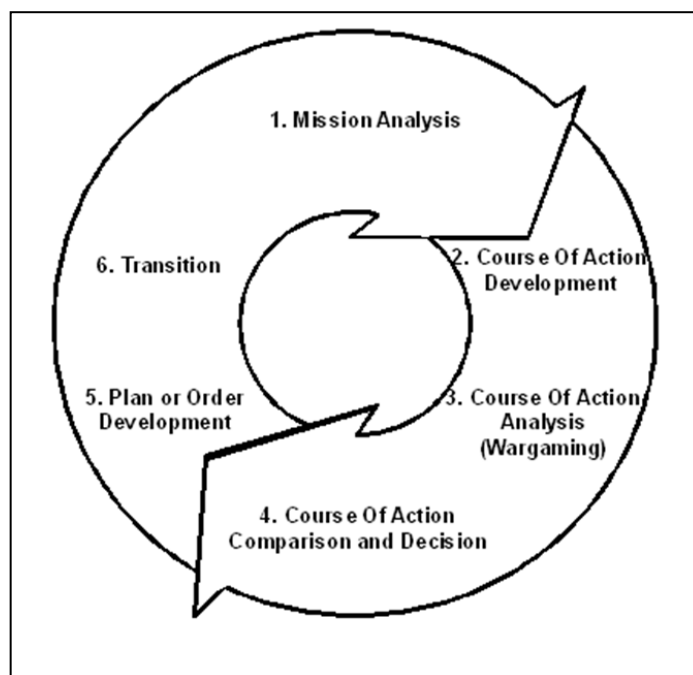 1. Mission Analysis
2. Course Of Action
Development
3. Course Of Action
Analysis
(Wargaming)
4. Course Of Action
Comparison and Decision
5. Plan or Order
Development
6. Transition